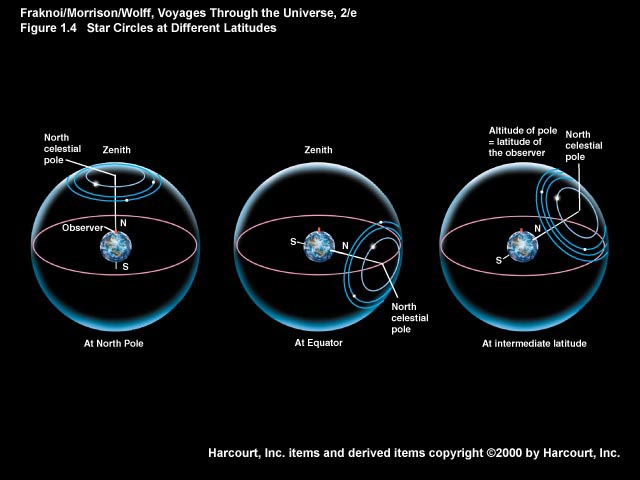 Fraknoi/Morrison/Wolff, Voyages Through the Universe, 2/e
Figure 1.4 Star Circles at Different Latitudes
North
celestial
pole
Zenith
Observer
N
S
At North Pole
Zenith
S
N
North
celestial
pole
At Equator
Altitude of pole
= latitude of
the observer
North
celestial
pole
N
S
At intermediate latitude
Harcourt, Inc. items and derived items copyright ©2000 by Harcourt, Inc.